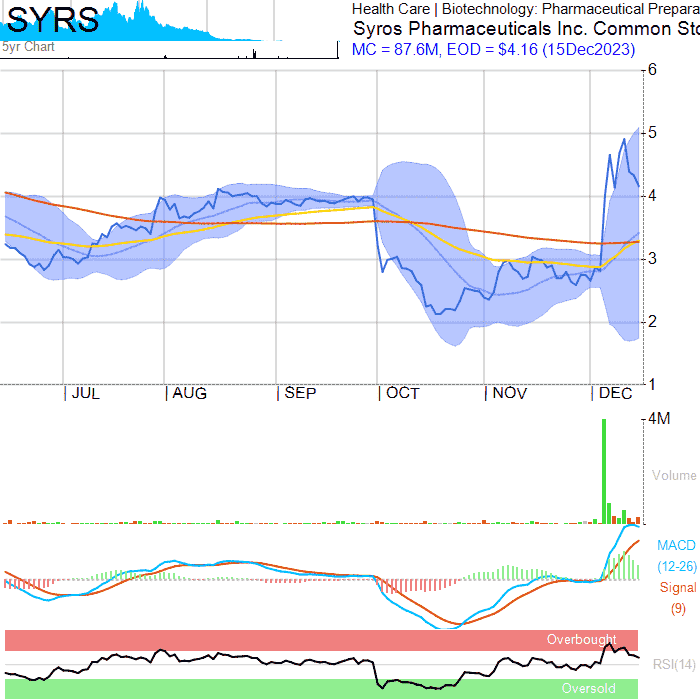 SYRS
5yr Chart
Health Care | Biotechnology: Pharmaceutical Prepara
Syros Pharmaceuticals Inc. Common Sto
MC = 87.6M, EOD = $4.16 (15Dec2023)
6
5
4
3
2
1
JUL
AUG
SEP
OCT
NOV
DEC
4M
Volume
MACD
(12-26)
Signal
(9)
Overbought
RSI(14)
Oversold